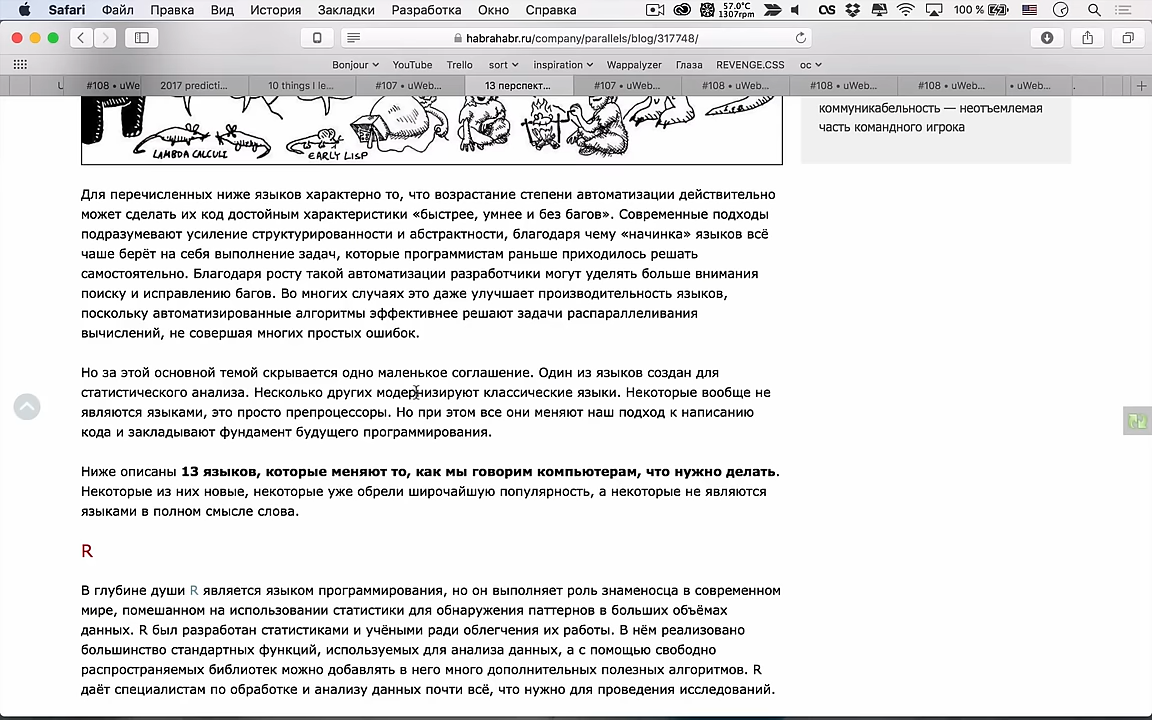 Safari Файл Правка Вид История Закладки Разработка Окно Справка 57.0°C 1307rpm 100 %
habrahabr.ru/company/parallels/blog/317748/
Bonjour YouTube Trello sort inspiration Wappalyzer Глаза REVENGE.CSS ос
#108 — uWe 2017 predicti... 10 things I le... #107 — uWeb... 13 перспект... #107 — uWeb... #108 — uWeb... #108 — uWeb... #108 — uWeb... uWeb...
коммуникабельность — неотъемлемая
часть командного игрока
LAMBDA CALCULI EARLY LISP
Для перечисленных ниже языков характерно то, что возрастание степени автоматизации действительно
может сделать их код достойным характеристики «быстрее, умнее и без багов». Современные подходы
подразумевают усиление структурированности и абстрактности, благодаря чему «начинка» языков всё
чаше берёт на себя выполнение задач, которые программистам раньше приходилось решать
самостоятельно. Благодаря росту такой автоматизации разработчики могут уделять больше внимания
поиску и исправлению багов. Во многих случаях это даже улучшает производительность языков,
поскольку автоматизированные алгоритмы эффективнее решают задачи распараллеливания
вычислений, не совершая многих простых ошибок.
Но за этой основной темой скрывается одно маленькое соглашение. Один из языков создан для
статистического анализа. Несколько других модернизируют классические языки. Некоторые вообще не
являются языками, это просто препроцессоры. Но при этом все они меняют наш подход к написанию
кода и закладывают фундамент будущего программирования.
Ниже описаны 13 языков, которые меняют то, как мы говорим компьютерам, что нужно делать.
Некоторые из них новые, некоторые уже обрели широчайшую популярность, а некоторые не являются
языками в полном смысле слова.
R
В глубине души R является языком программирования, но он выполняет роль знаменосца в современном
мире, помешанном на использовании статистики для обнаружения паттернов в больших объёмах
данных. R был разработан статистиками и учёными ради облегчения их работы. В нём реализовано
большинство стандартных функций, используемых для анализа данных, а с помощью свободно
распространяемых библиотек можно добавлять в него много дополнительных полезных алгоритмов. R
даёт специалистам по обработке и анализу данных почти всё, что нужно для проведения исследований.